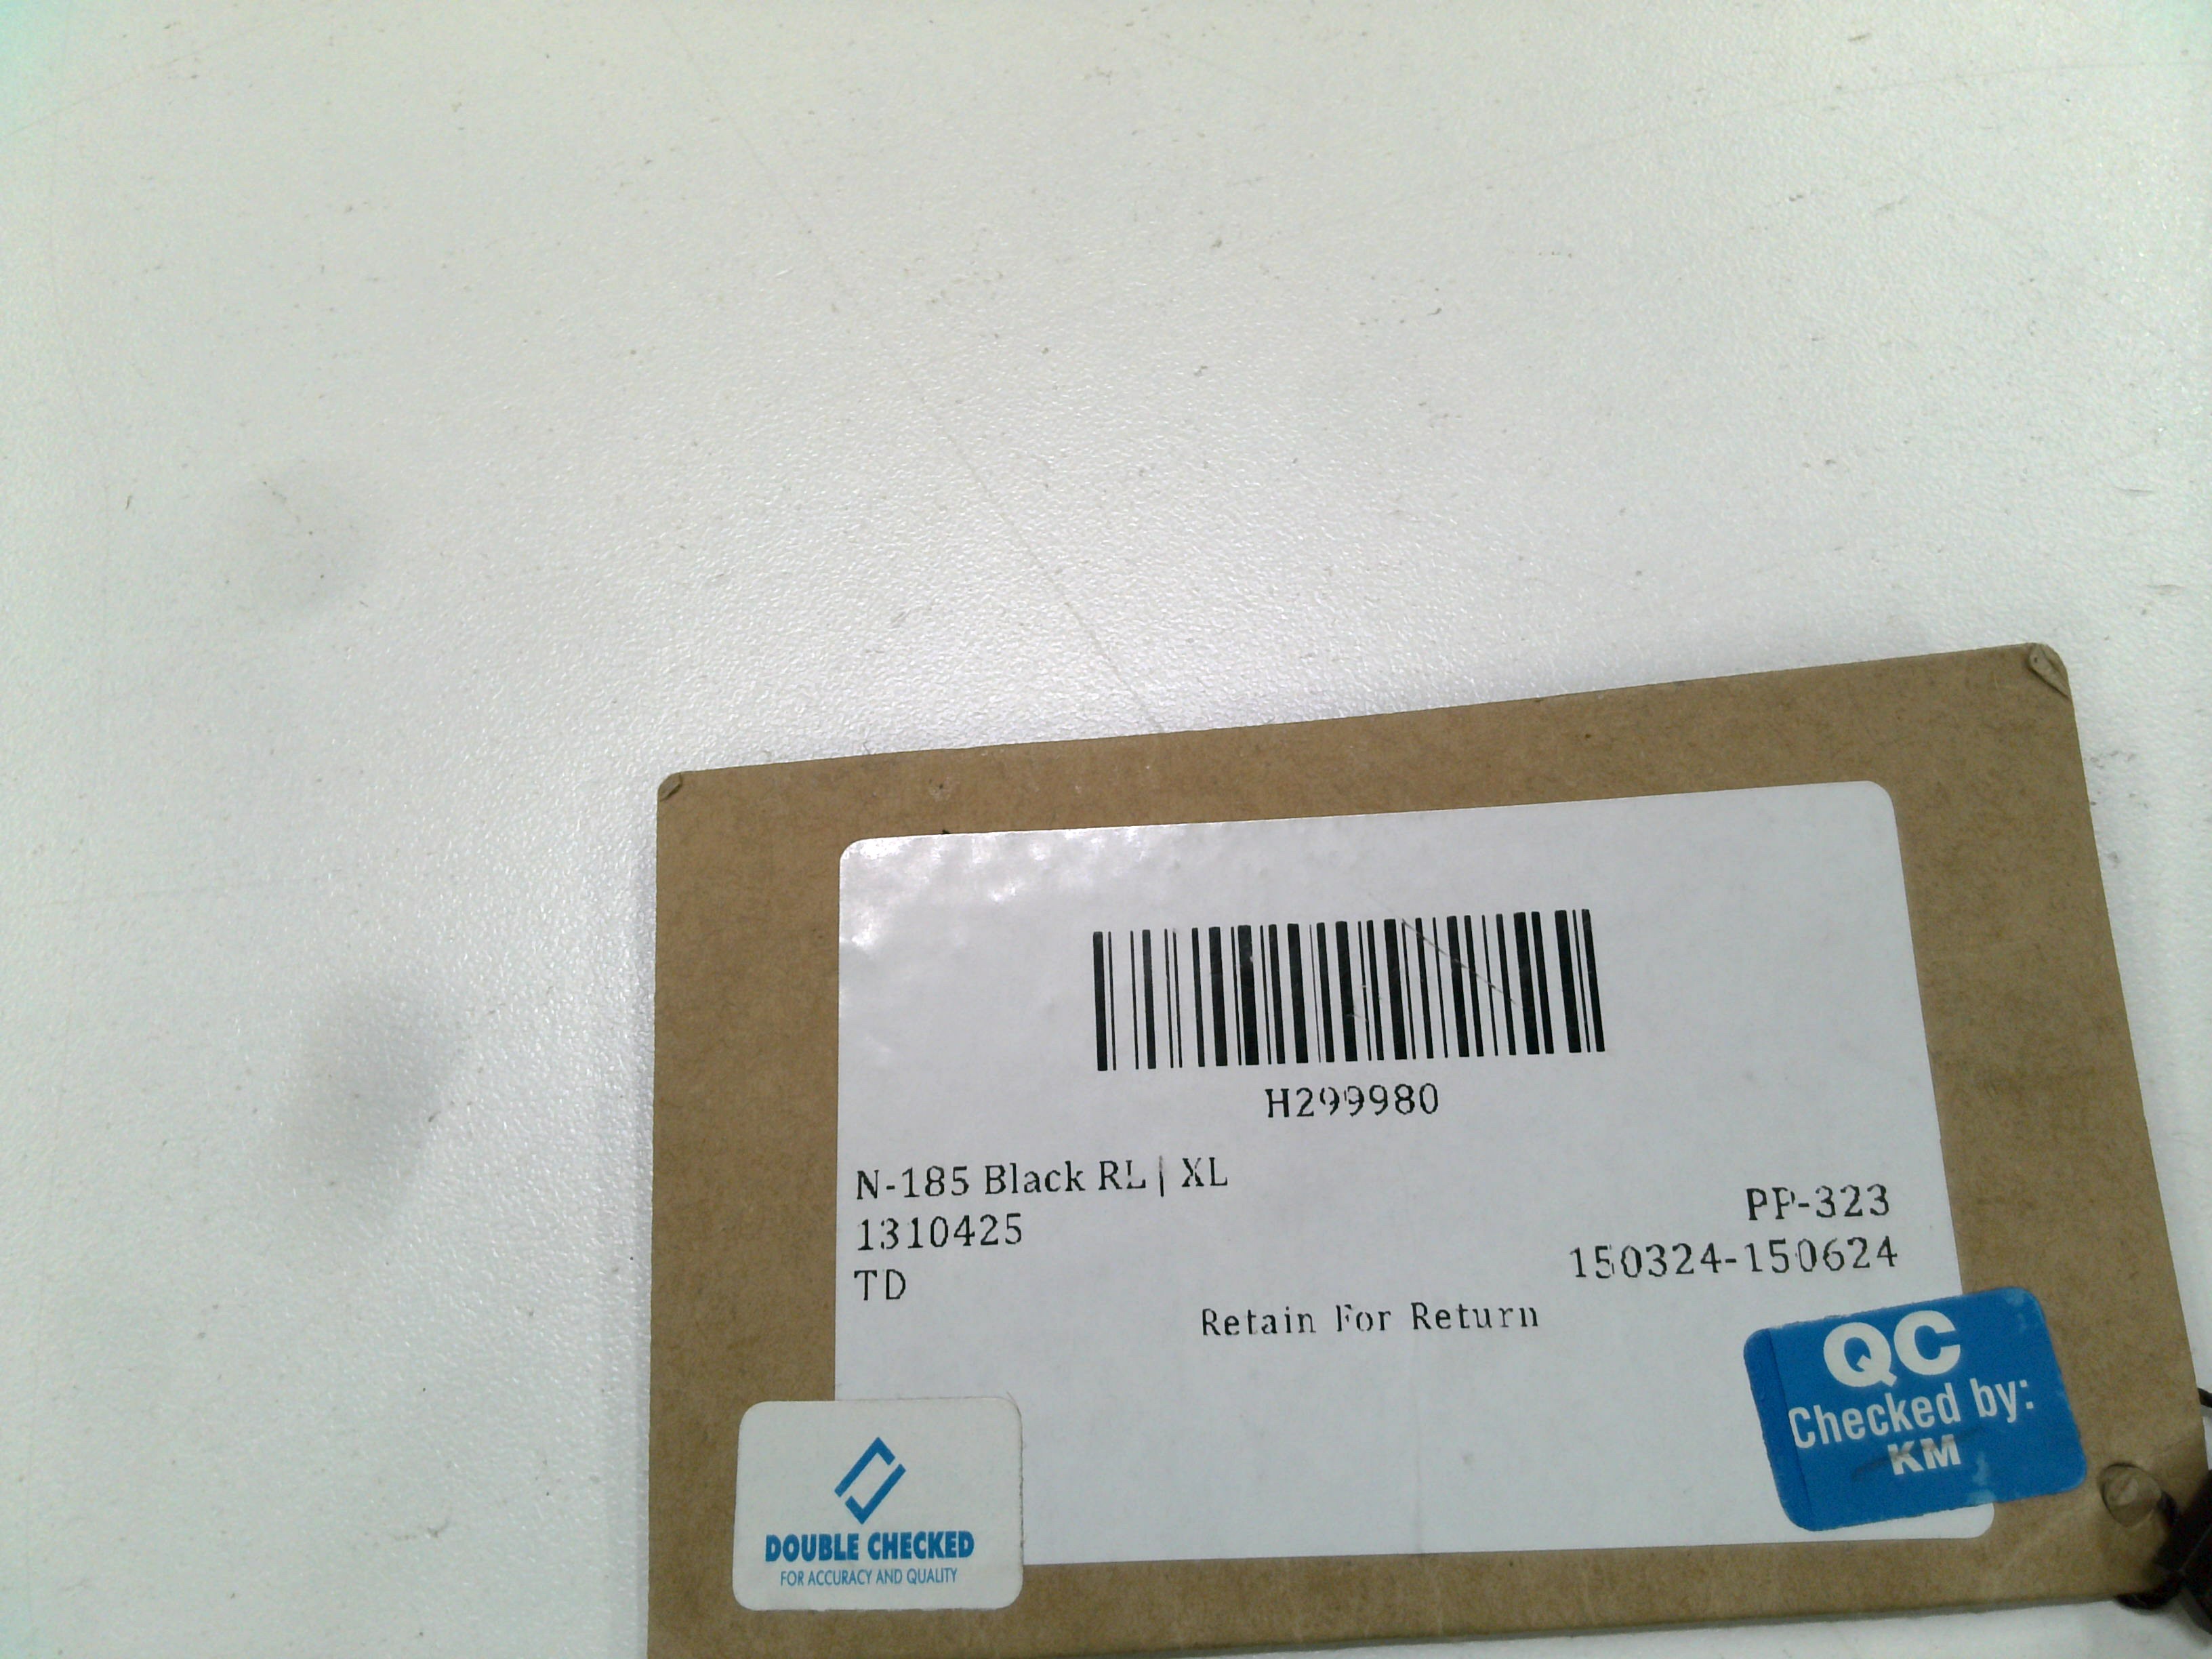 H299980
N-185 Black RL | XL
1310425
TD
PP-323
150324-150624
Retain For Return
QC
Checked by:
KM
DOUBLE CHECKED
FOR ACCURACY AND QUALITY